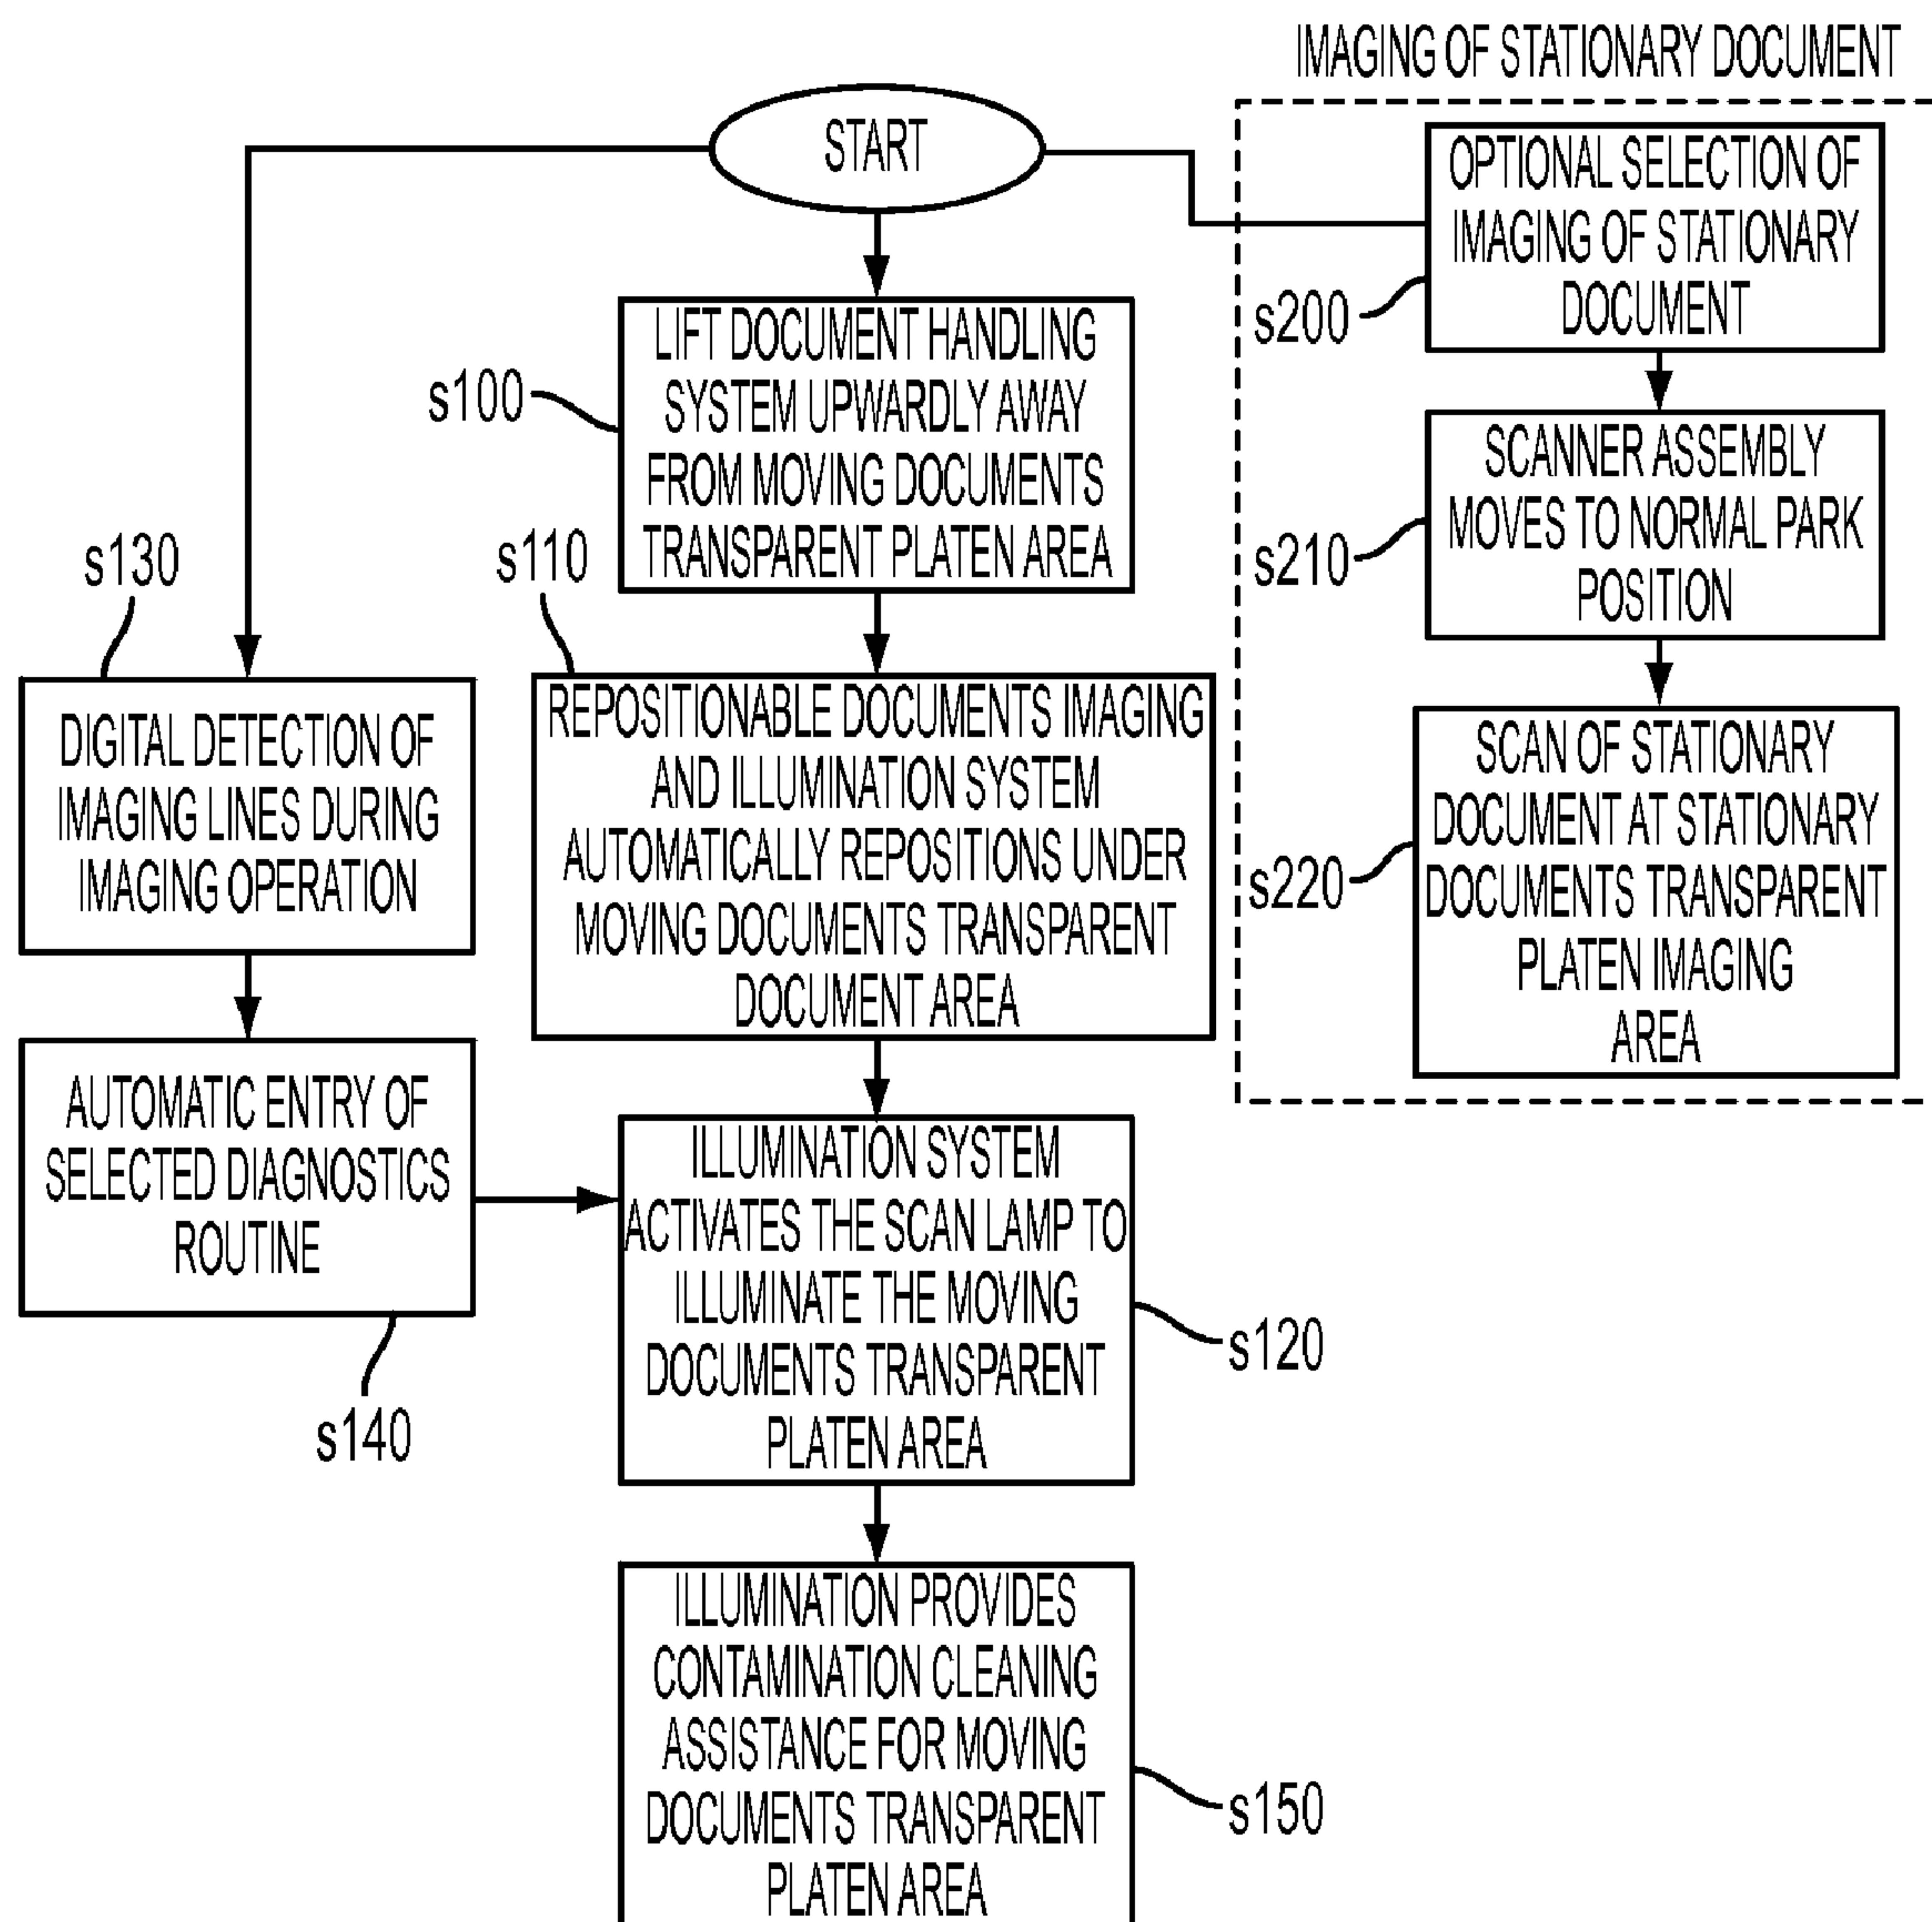 IMAGING OF STATIONARY DOCUMENT
START
OPTIONAL SELECTION OF
IMAGING OF STATIONARY
DOCUMENT
s200
LIFT DOCUMENT HANDLING
SYSTEM UPWARDLY AWAY
FROM MOVING DOCUMENTS
TRANSPARENT PLATEN AREA
s100
SCANNER ASSEMBLY
MOVES TO NORMAL PARK
POSITION
s210
s130
s110
DIGITAL DETECTION OF
IMAGING LINES DURING
IMAGING OPERATION
REPOSITIONABLE DOCUMENTS IMAGING
AND ILLUMINATION SYSTEM
AUTOMATICALLY REPOSITIONS UNDER
MOVING DOCUMENTS TRANSPARENT
DOCUMENT AREA
SCAN OF STATIONARY
DOCUMENT AT STATIONARY
DOCUMENTS TRANSPARENT
PLATEN IMAGING
AREA
s220
AUTOMATIC ENTRY OF
SELECTED DIAGNOSTICS
ROUTINE
s140
ILLUMINATION SYSTEM
ACTIVATES THE SCAN LAMP TO
ILLUMINATE THE MOVING
DOCUMENTS TRANSPARENT
PLATEN AREA
s120
ILLUMINATION PROVIDES
CONTAMINATION CLEANING
ASSISTANCE FOR MOVING
DOCUMENTS TRANSPARENT
PLATEN AREA
s150